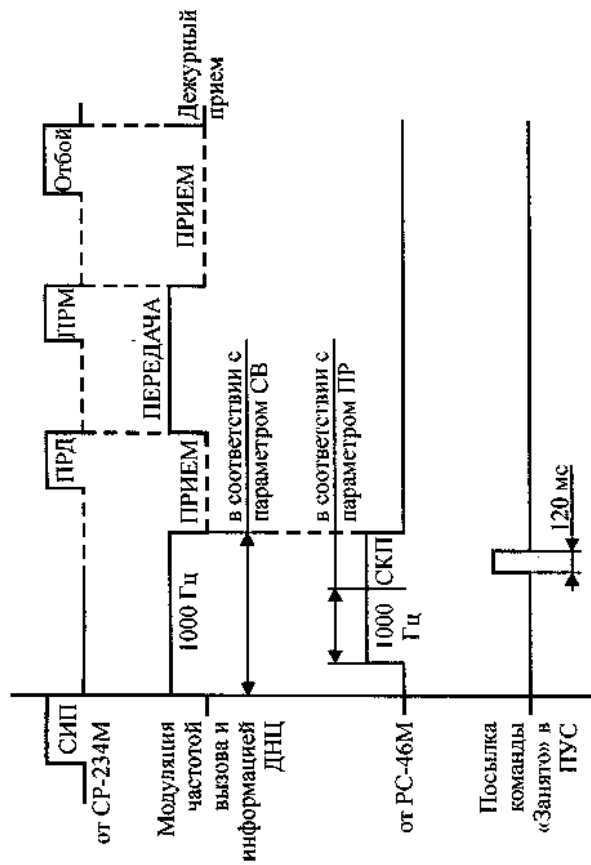 СИП
ПРД
ПРМ
Отбой
от СР-234М
Модуляция
частотой
вызова и
информацией
ДНЦ
1000 Гц
ПРИЕМ
ПЕРЕДАЧА
ПРИЕМ
Дежурный
прием
в соответствии с
параметром СВ
в соответствии с
параметром ПР
от РС-46М
1000
Гц
СКП
Посылка
команды
«Занято» в
ПУС
120 мс